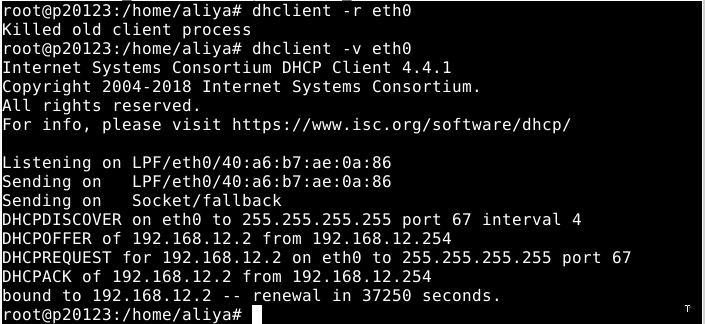 root@p20123:/home/aliya# dhclient -r eth0
Killed old client process
root@p20123:/home/aliya# dhclient -v eth0
Internet Systems Consortium DHCP Client 4.4.1
Copyright 2004-2018 Internet Systems Consortium.
All rights reserved.
For info, please visit https://www.isc.org/software/dhcp/

Listening on LPF/eth0/40:a6:b7:ae:0a:86
Sending on   LPF/eth0/40:a6:b7:ae:0a:86
Sending on   Socket/fallback
DHCPDISCOVER on eth0 to 255.255.255.255 port 67 interval 4
DHCPOFFER of 192.168.12.2 from 192.168.12.254
DHCPREQUEST for 192.168.12.2 on eth0 to 255.255.255.255 port 67
DHCPACK of 192.168.12.2 from 192.168.12.254
bound to 192.168.12.2 -- renewal in 37250 seconds.
root@p20123:/home/aliya#